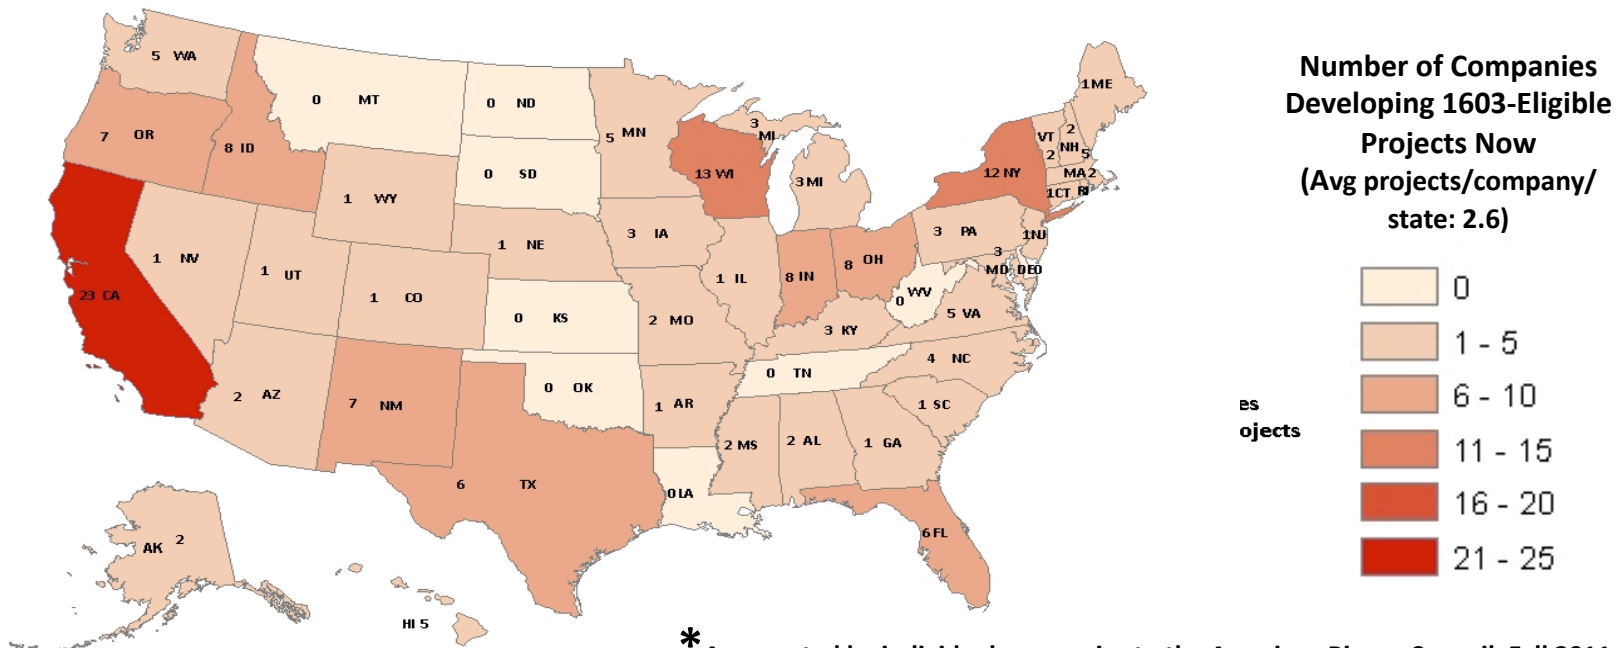 Number of Companies
Developing 1603-Eligible
Projects Now
(Avg projects/company/
state: 2.6)
0
1 - 5
6 - 10
11 - 15
16 - 20
21 - 25
es
ojects
5 WA
7 OR
8 ID
0 MT
0 ND
0 SD
1 WY
1 NE
1 NV
1 UT
1 CO
23 CA
2 AZ
7 NM
0 KS
0 OK
6 TX
5 MN
3 IA
2 MO
1 AR
0 LA
13 WI
3
MI
3 MI
1 IL
8 IN
8 OH
3 KY
0 TN
2 MS
2 AL
1 GA
6 FL
1 SC
4 NC
5 VA
0 WV
3 PA
12 NY
1 ME
VT
2
2
NH
5
MA 2
1 CT RI
1 NJ
3
MD DE 0
AK 2
HI 5
*